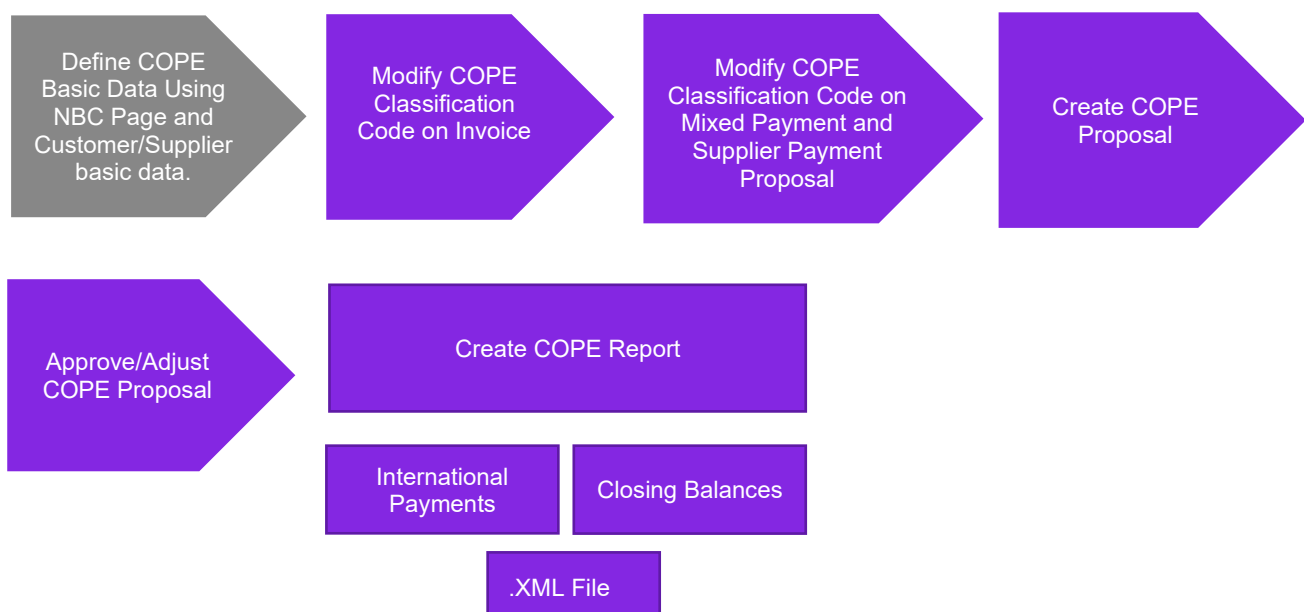 Define COPE
Basic Data Using
NBC Page and
Customer/Supplier
basic data.
Modify COPE
Classification
Code on Invoice
Modify COPE
Classification Code on
Mixed Payment and
Supplier Payment
Proposal
Create COPE
Proposal
Approve/Adjust
COPE Proposal
Create COPE Report
International
Payments
Closing Balances
.XML File